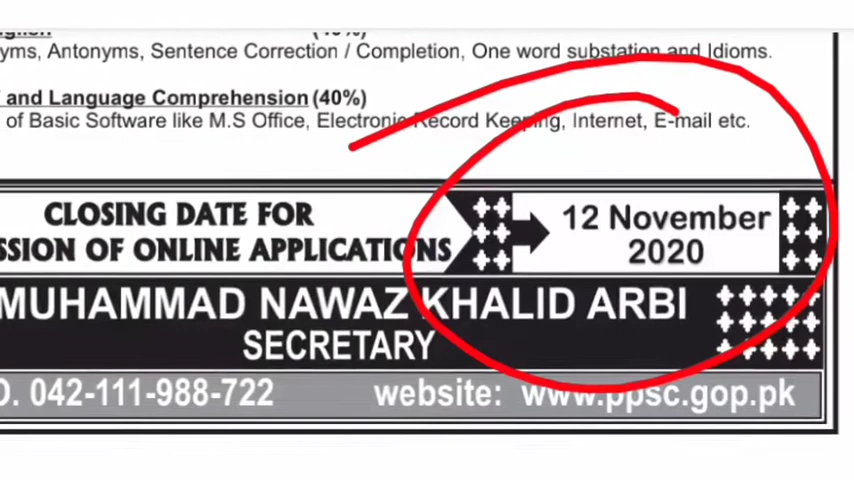 (40%)
yms, Antonyms, Sentence Correction / Completion, One word substation and Idioms.
and Language Comprehension (40%)
of Basic Software like M.S Office, Electronic Record Keeping, Internet, E-mail etc.
CLOSING DATE FOR
SSION OF ONLINE APPLICATIONS
12 November
2020
MUHAMMAD NAWAZ KHALID ARBI
SECRETARY
O. 042-111-988-722 website: www.ppsc.gop.pk